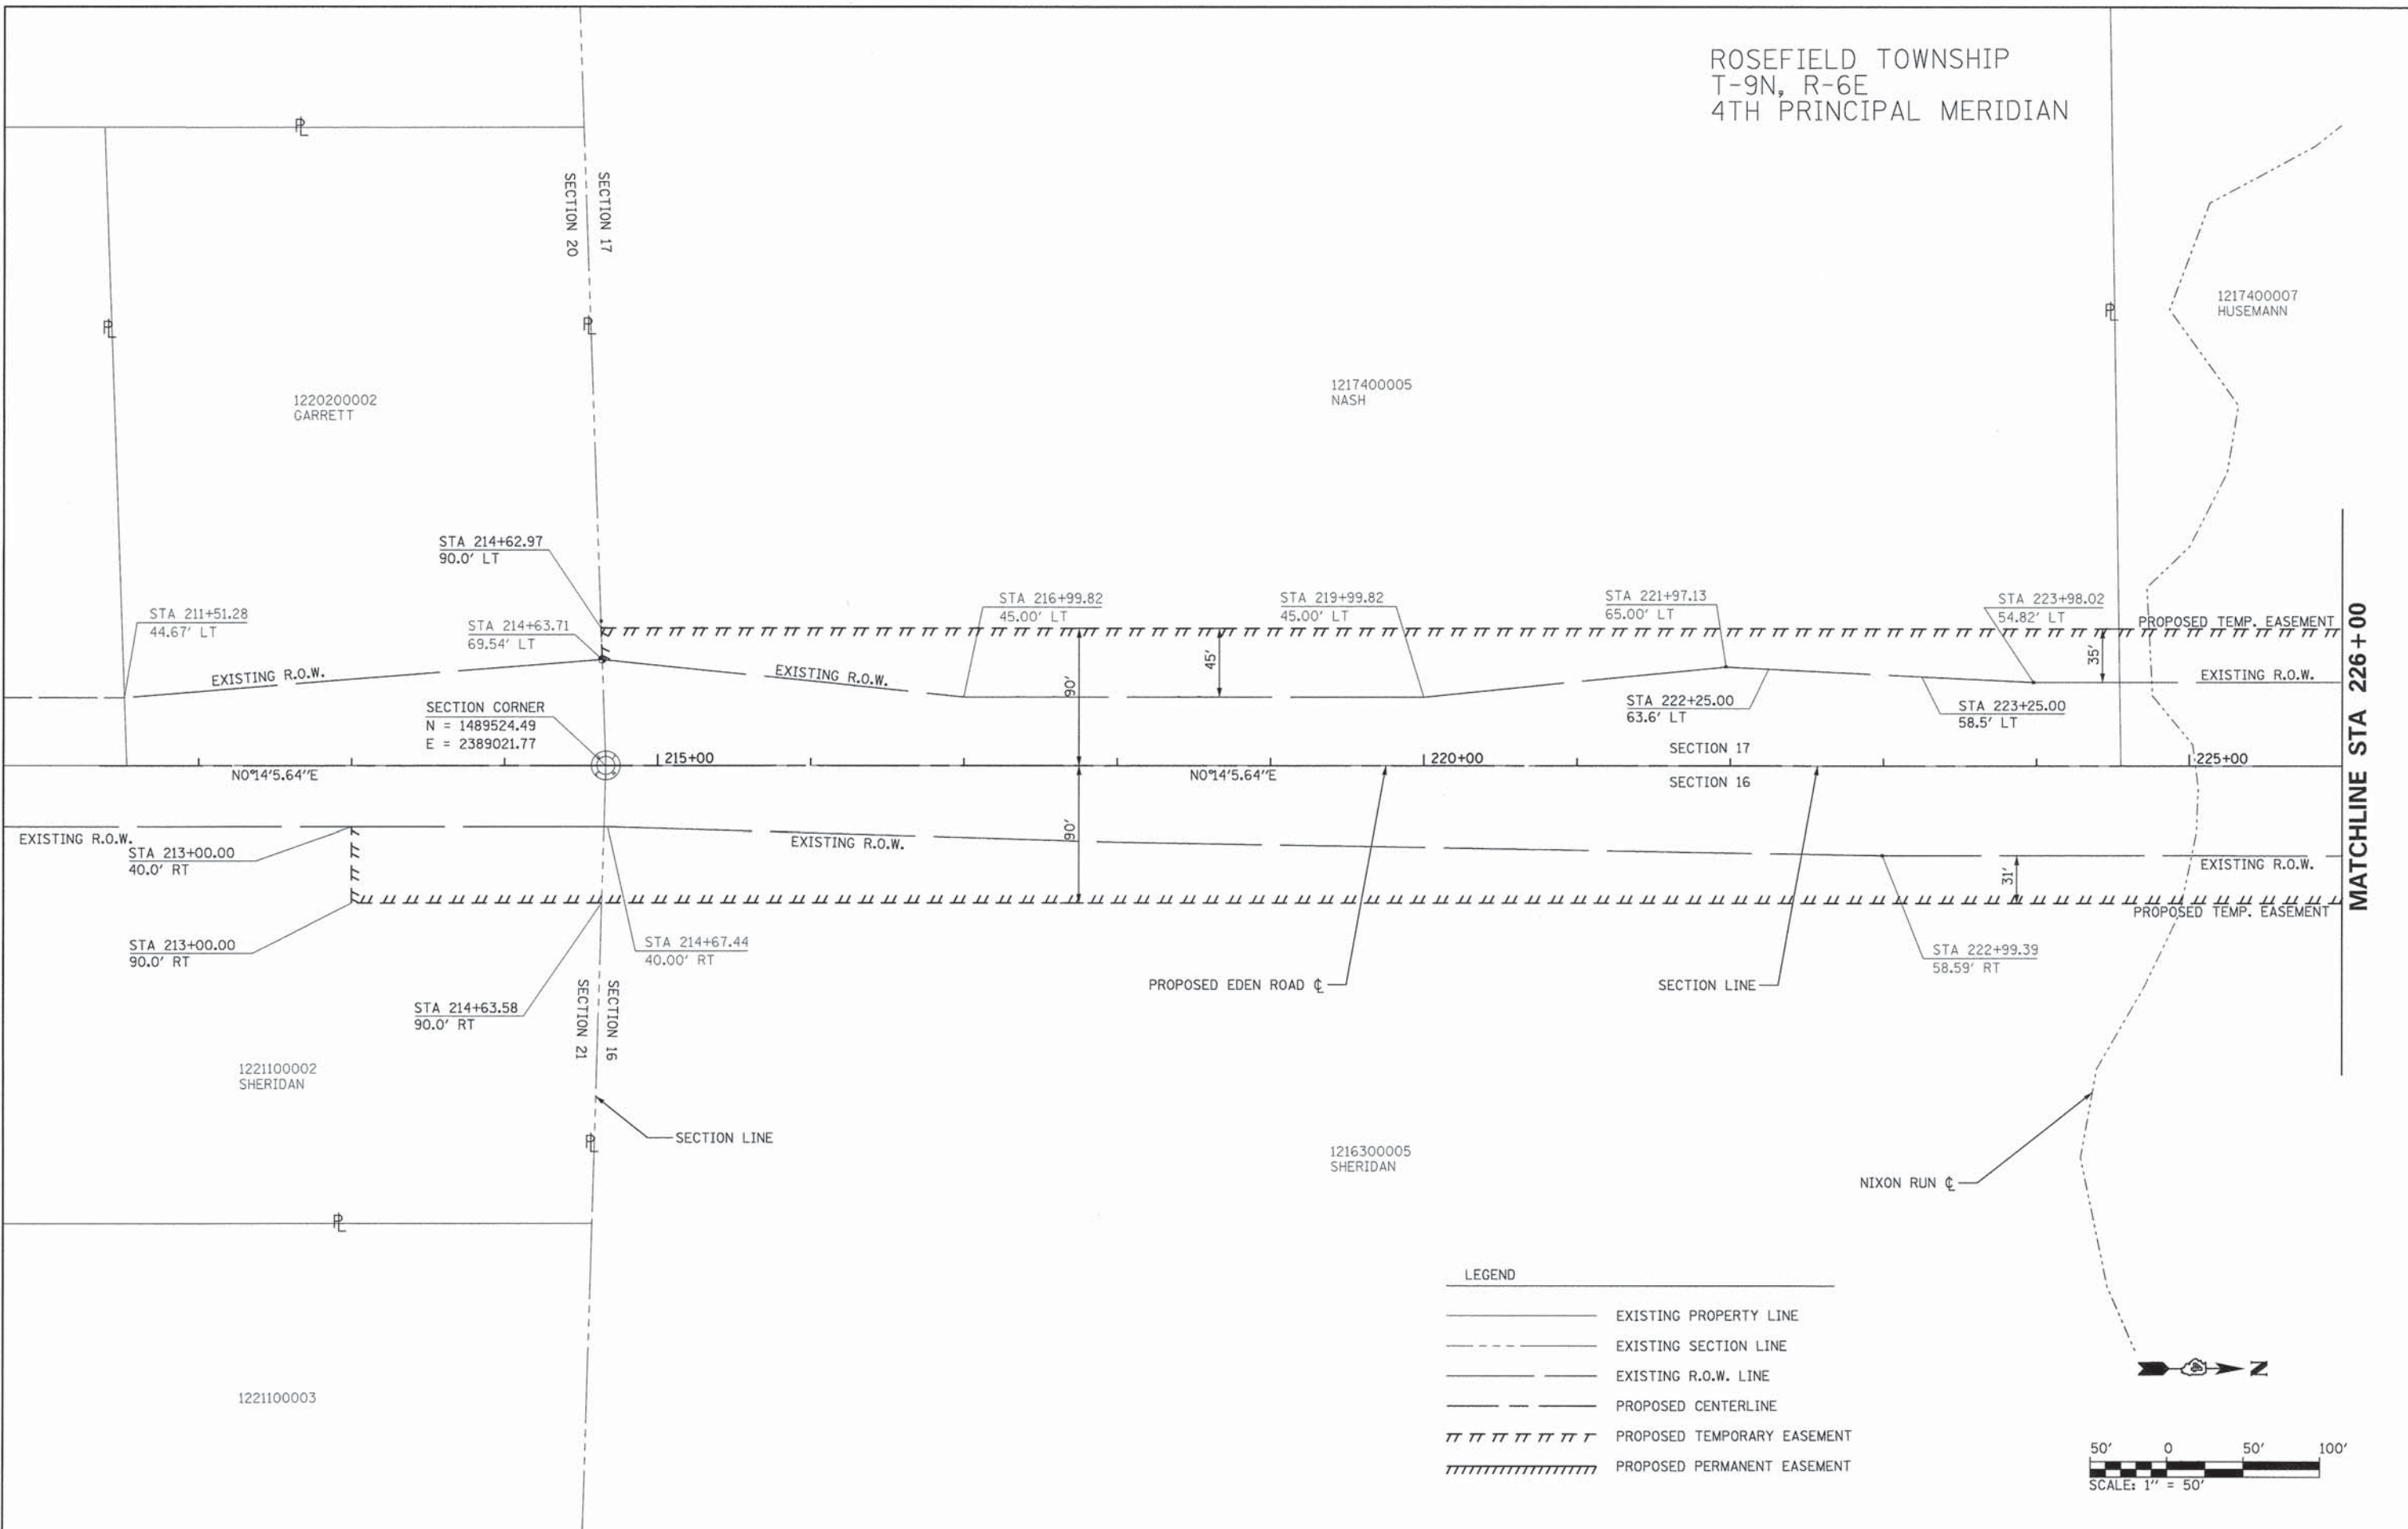 ROSEFIELD TOWNSHIP
T-9N, R-6E
4TH PRINCIPAL MERIDIAN
P L
SECTION 20
SECTION 17
P L
P L
P L
1217400007
HUSEMANN
1220200002
GARRETT
1217400005
NASH
STA 214+62.97
90.0' LT
STA 211+51.28
44.67' LT
STA 214+63.71
69.54' LT
STA 216+99.82
45.00' LT
STA 219+99.82
45.00' LT
STA 221+97.13
65.00' LT
STA 223+98.02
54.82' LT
PROPOSED TEMP. EASEMENT
EXISTING R.O.W.
EXISTING R.O.W.
90'
45'
35'
EXISTING R.O.W.
STA 222+25.00
63.6' LT
STA 223+25.00
58.5' LT
SECTION CORNER
N = 1489524.49
E = 2389021.77
215+00
220+00
SECTION 17
225+00
N0°14'5.64"E
N0°14'5.64"E
SECTION 16
MATCHLINE STA 226+00
EXISTING R.O.W.
STA 213+00.00
40.0' RT
EXISTING R.O.W.
90'
31'
EXISTING R.O.W.
PROPOSED TEMP. EASEMENT
STA 213+00.00
90.0' RT
STA 214+67.44
40.00' RT
STA 222+99.39
58.59' RT
STA 214+63.58
90.0' RT
SECTION 21
SECTION 16
PROPOSED EDEN ROAD ℄
SECTION LINE
1221100002
SHERIDAN
SECTION LINE
P L
1216300005
SHERIDAN
NIXON RUN ℄
P L
1221100003
LEGEND
EXISTING PROPERTY LINE
EXISTING SECTION LINE
EXISTING R.O.W. LINE
PROPOSED CENTERLINE
PROPOSED TEMPORARY EASEMENT
PROPOSED PERMANENT EASEMENT
N
50' 0 50' 100'
SCALE: 1" = 50'